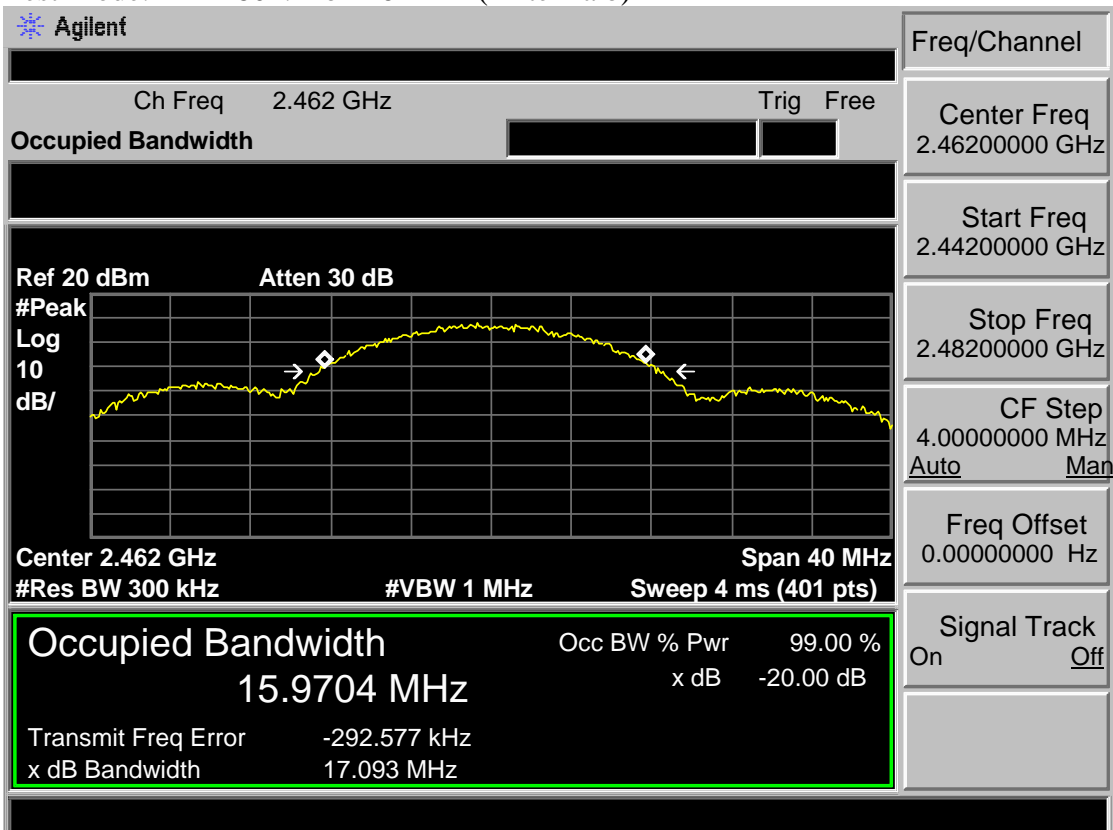 Agilent
Freq/Channel
Ch Freq 2.462 GHz Trig Free
Occupied Bandwidth
Center Freq
2.46200000 GHz
Start Freq
2.44200000 GHz
Ref 20 dBm Atten 30 dB
#Peak
Log
10
dB/
Stop Freq
2.48200000 GHz
CF Step
4.00000000 MHz
Auto Man
Freq Offset
0.00000000 Hz
Center 2.462 GHz Span 40 MHz
#Res BW 300 kHz #VBW 1 MHz Sweep 4 ms (401 pts)
Signal Track
On Off
Occupied Bandwidth Occ BW % Pwr 99.00 %
15.9704 MHz x dB -20.00 dB
Transmit Freq Error -292.577 kHz
x dB Bandwidth 17.093 MHz